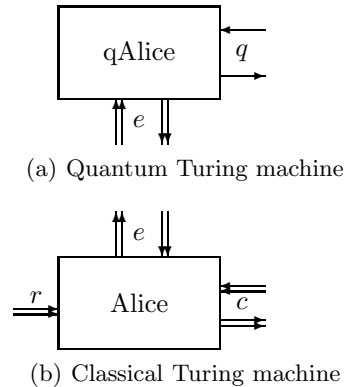 qAlice
q
e
(a) Quantum Turing machine
e
r
Alice
c
(b) Classical Turing machine